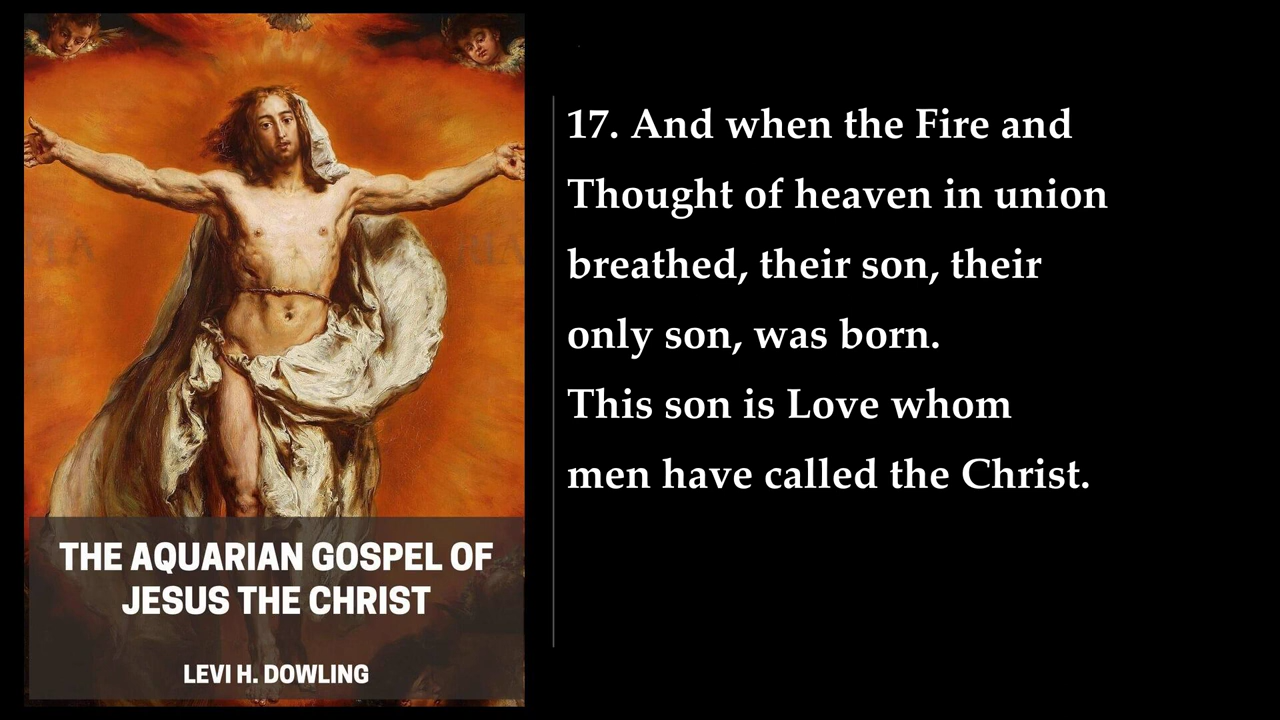 17. And when the Fire and
Thought of heaven in union
breathed, their son, their
only son, was born.
This son is Love whom
men have called the Christ.
THE AQUARIAN GOSPEL OF
JESUS THE CHRIST
LEVI H. DOWLING